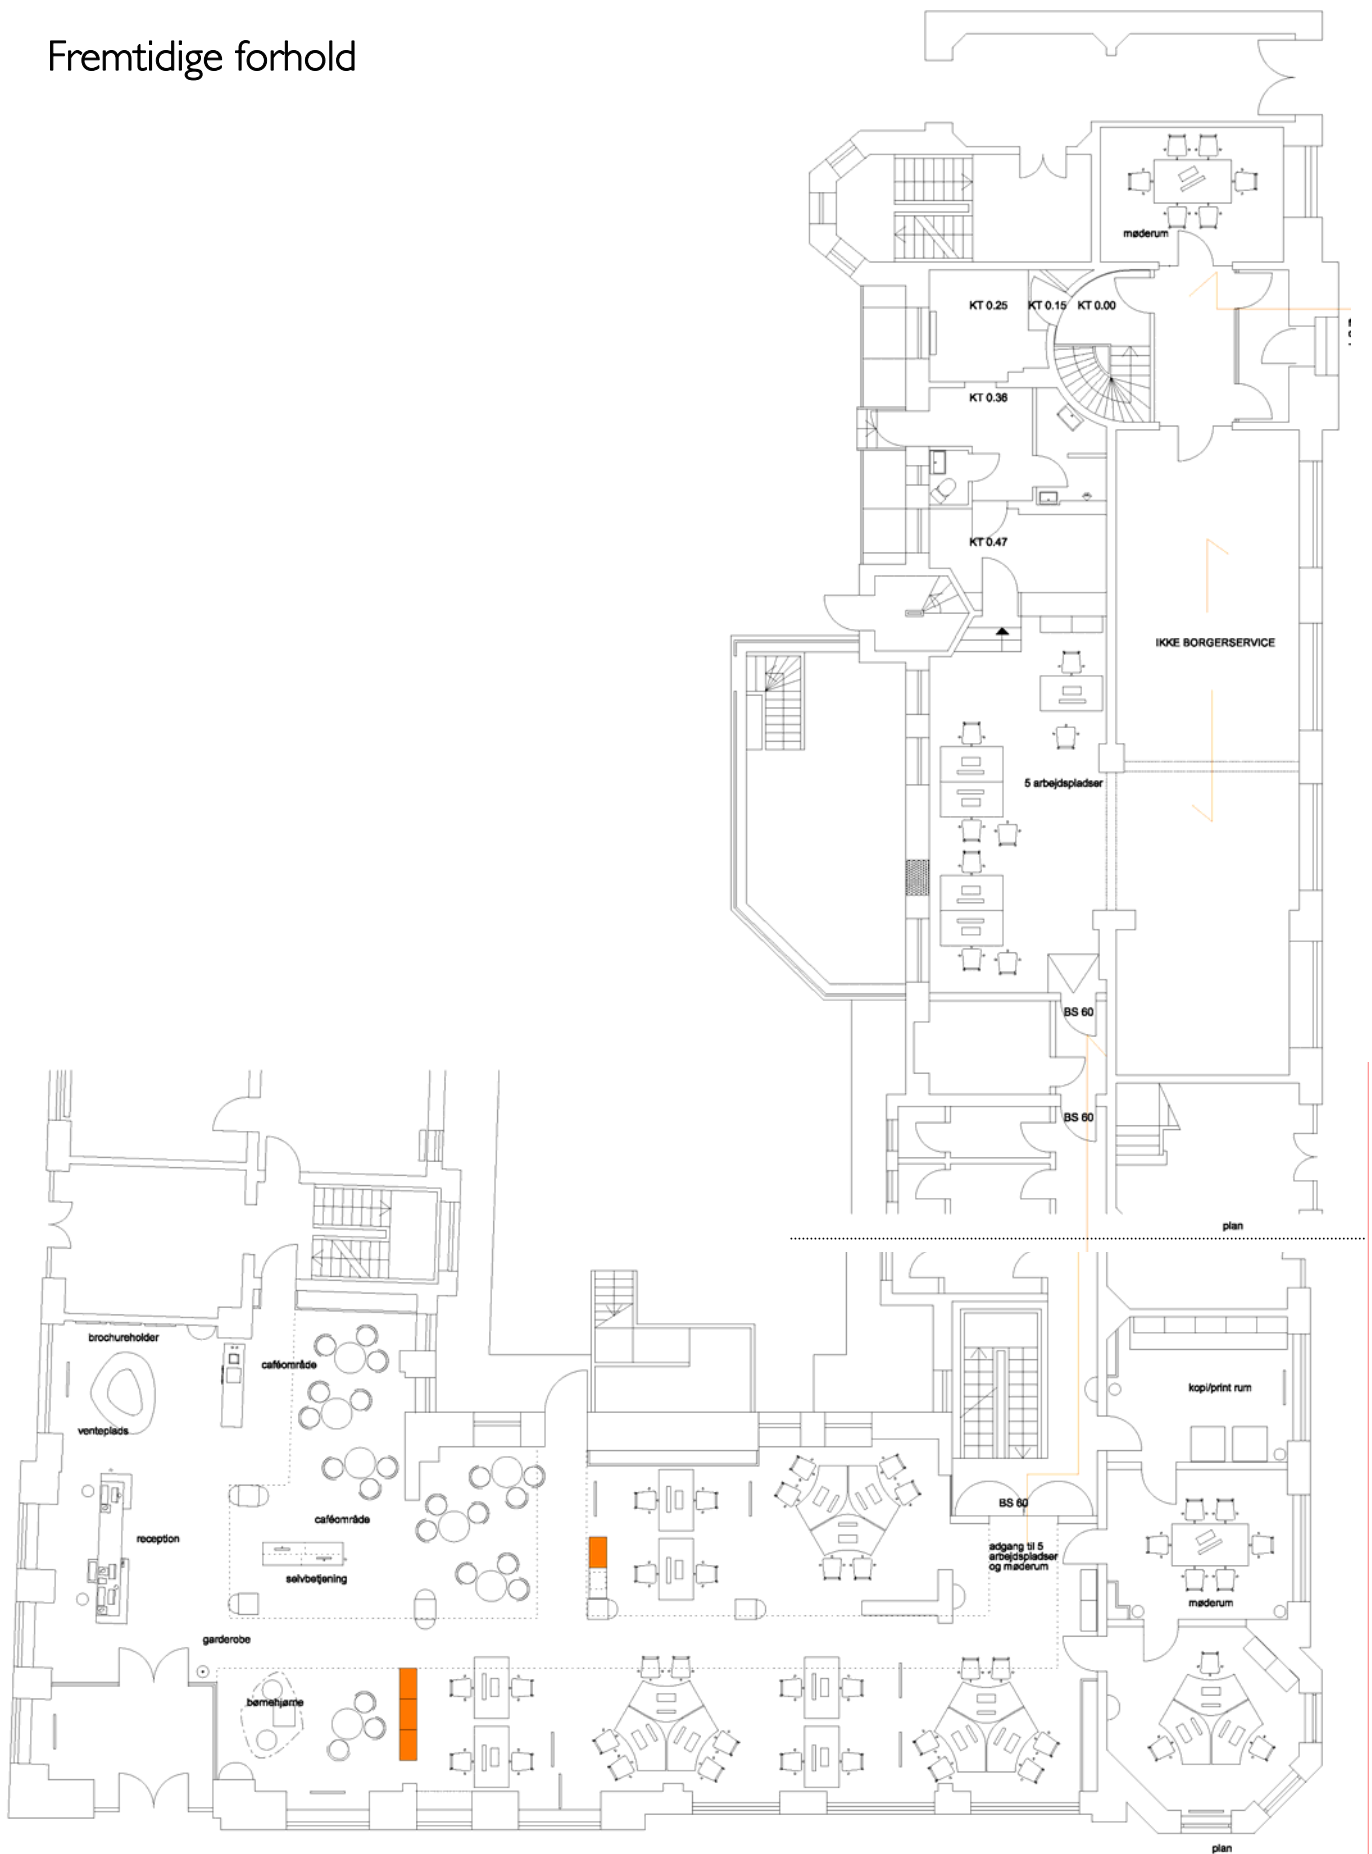 Fremtidige forhold
møderum
KT 0.25
KT 0.15
KT 0.00
KT 0.36
KT 0.47
IKKE BORGERSERVICE
5 arbejdspladser
BS 60
BS 60
plan
brochureholder
caféområde
kopi/print rum
venteplads
BS 60
caféområde
reception
adgang til 5
arbejdspladser
og møderum
selvbetjening
møderum
garderobe
børnehjørne
plan